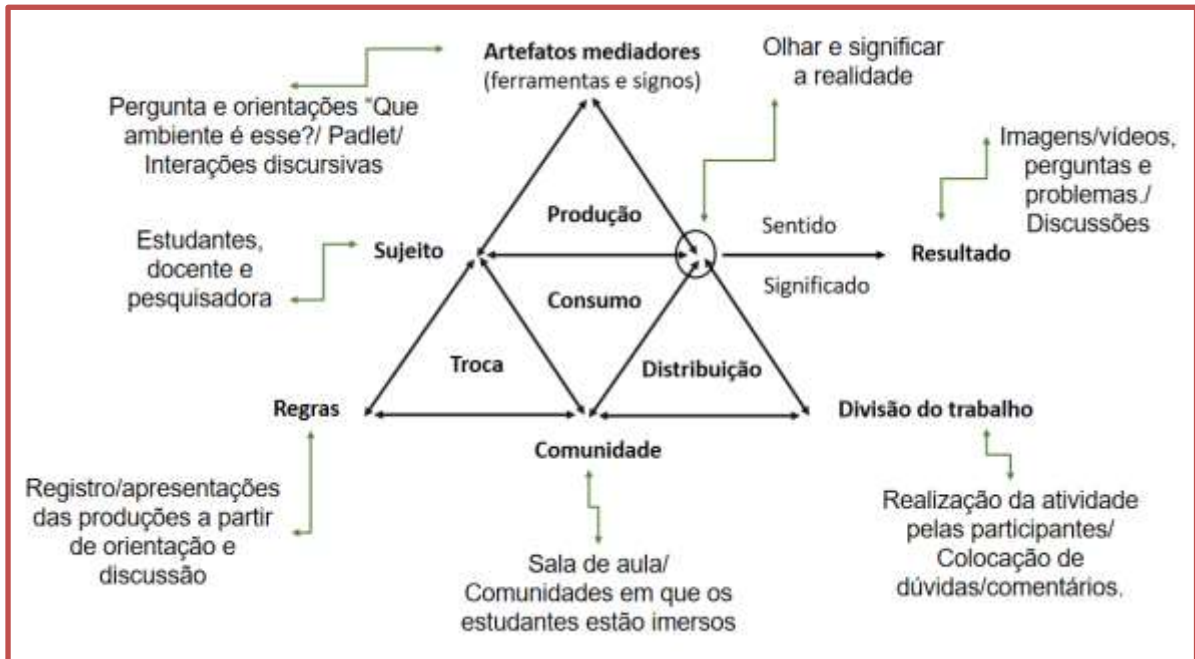 Artefatos mediadores
(ferramentas e signos)
Olhar e significar
a realidade
Pergunta e orientações “Que
ambiente é esse?/ Padlet/
Interações discursivas
Imagens/vídeos,
perguntas e
problemas./
Discussões
Produção
Estudantes,
docente e
pesquisadora
Sujeito
Sentido
Resultado
Significado
Consumo
Troca
Distribuição
Regras
Divisão do trabalho
Comunidade
Registro/apresentações
das produções a partir
de orientação e
discussão
Realização da atividade
pelas participantes/
Colocação de
dúvidas/comentários.
Sala de aula/
Comunidades em que os
estudantes estão imersos